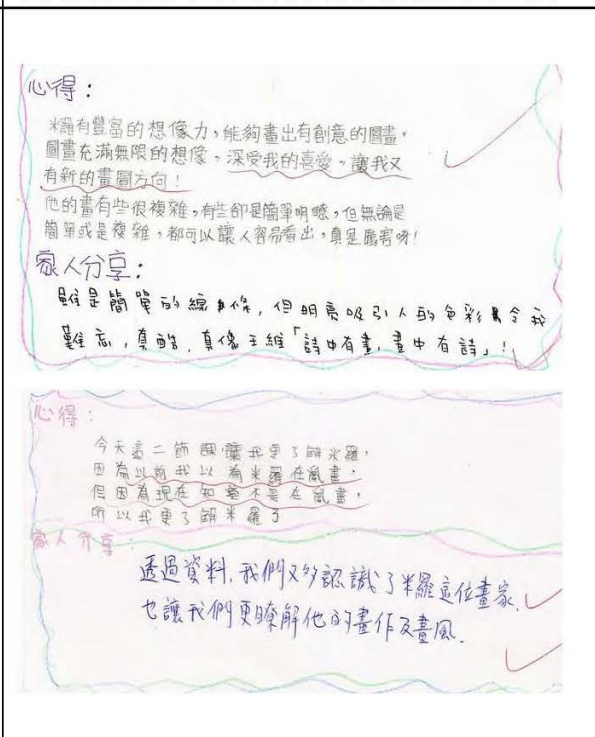 心得：
米羅有豐富的想像力，能夠畫出有創意的圖畫。
圖畫充滿無限的想像。深受我的喜愛。讓我又
有新的畫圖方向！
他的畫有些很複雜，有些卻是簡單明瞭，但無論是
簡單或是複雜，都可以讓人容易看出，真是厲害呀！
家人分享：
雖是簡單的線條，但明亮吸引人的色彩令我
難忘，真酷，真像王維「詩中有畫，畫中有詩」！
心得：
今天這二節課讓我更了解米羅，
因為以前我以為米羅在亂畫，
但因為現在知道不是在亂畫，
所以我更了解米羅了
家人分享：
透過資料，我們又多認識了米羅這位畫家，
也讓我們更瞭解他的畫作及畫風．